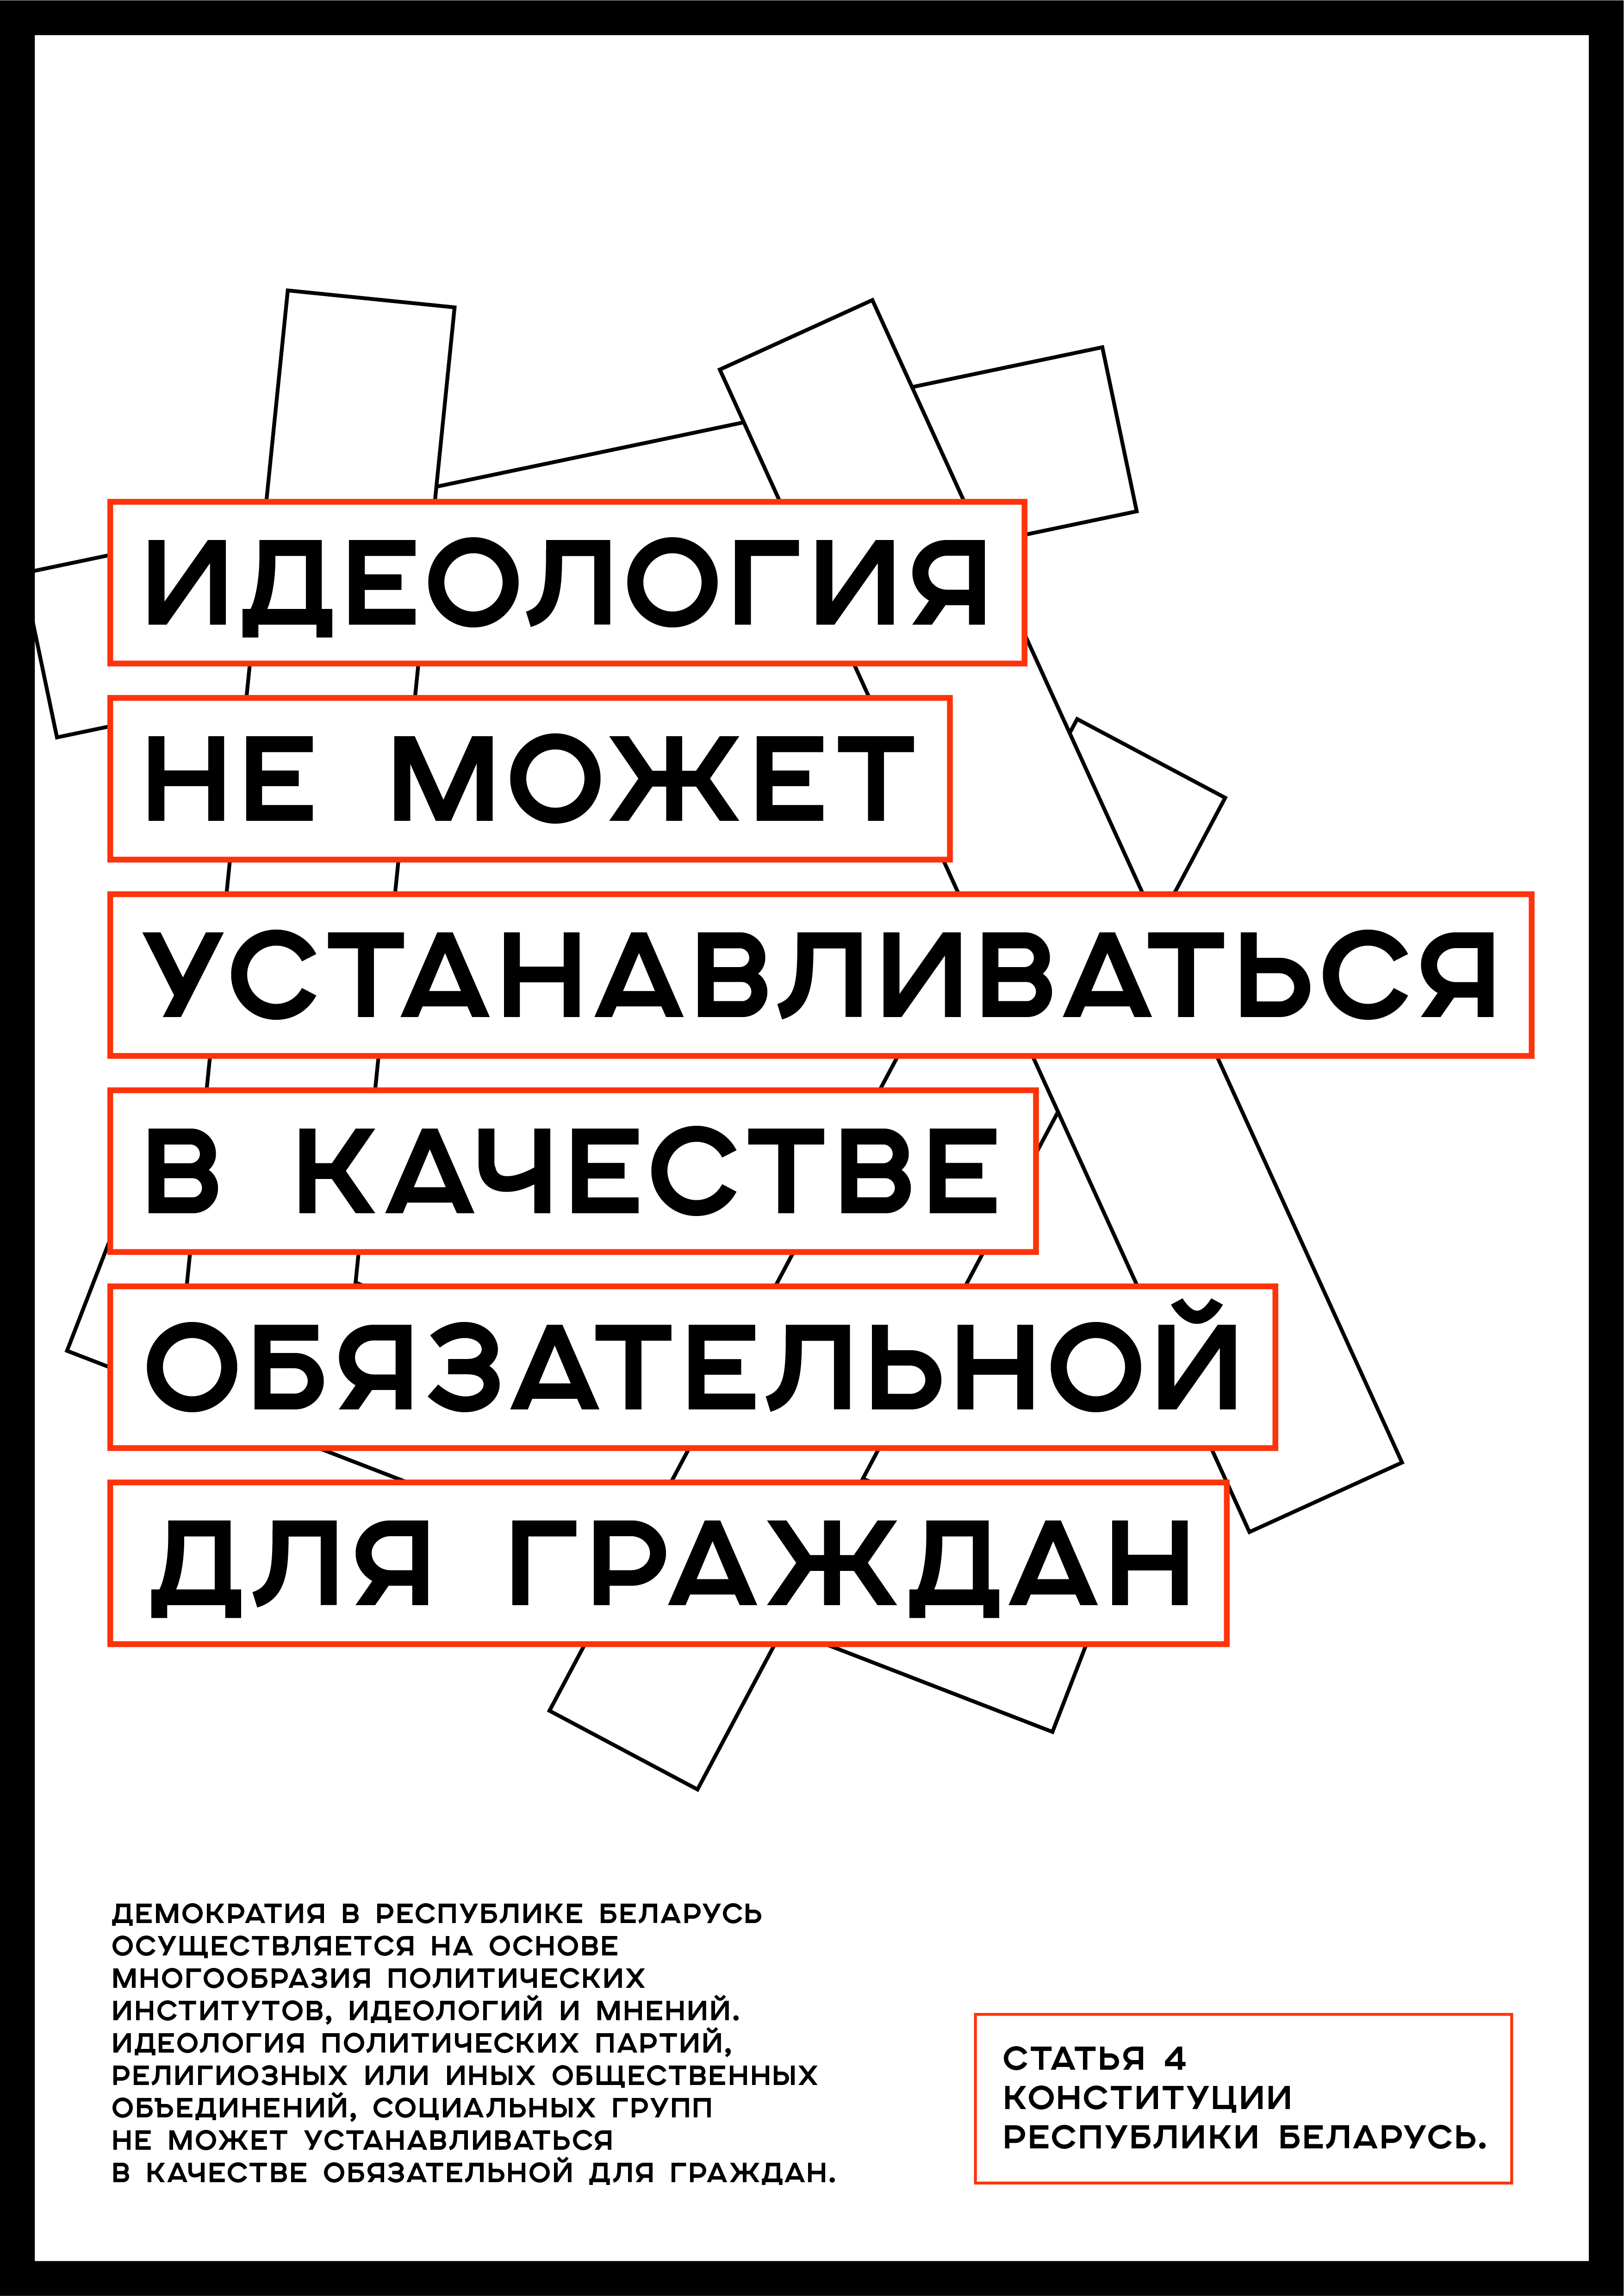 ИДЕОЛОГИЯ
НЕ МОЖЕТ
УСТАНАВЛИВАТЬСЯ
В КАЧЕСТВЕ
ОБЯЗАТЕЛЬНОЙ
ДЛЯ ГРАЖДАН
ДЕМОКРАТИЯ В РЕСПУБЛИКЕ БЕЛАРУСЬ
ОСУЩЕСТВЛЯЕТСЯ НА ОСНОВЕ
МНОГООБРАЗИЯ ПОЛИТИЧЕСКИХ
ИНСТИТУТОВ, ИДЕОЛОГИЙ И МНЕНИЙ.
ИДЕОЛОГИЯ ПОЛИТИЧЕСКИХ ПАРТИЙ,
РЕЛИГИОЗНЫХ ИЛИ ИНЫХ ОБЩЕСТВЕННЫХ
ОБЪЕДИНЕНИЙ, СОЦИАЛЬНЫХ ГРУПП
НЕ МОЖЕТ УСТАНАВЛИВАТЬСЯ
В КАЧЕСТВЕ ОБЯЗАТЕЛЬНОЙ ДЛЯ ГРАЖДАН.
СТАТЬЯ 4
КОНСТИТУЦИИ
РЕСПУБЛИКИ БЕЛАРУСЬ.